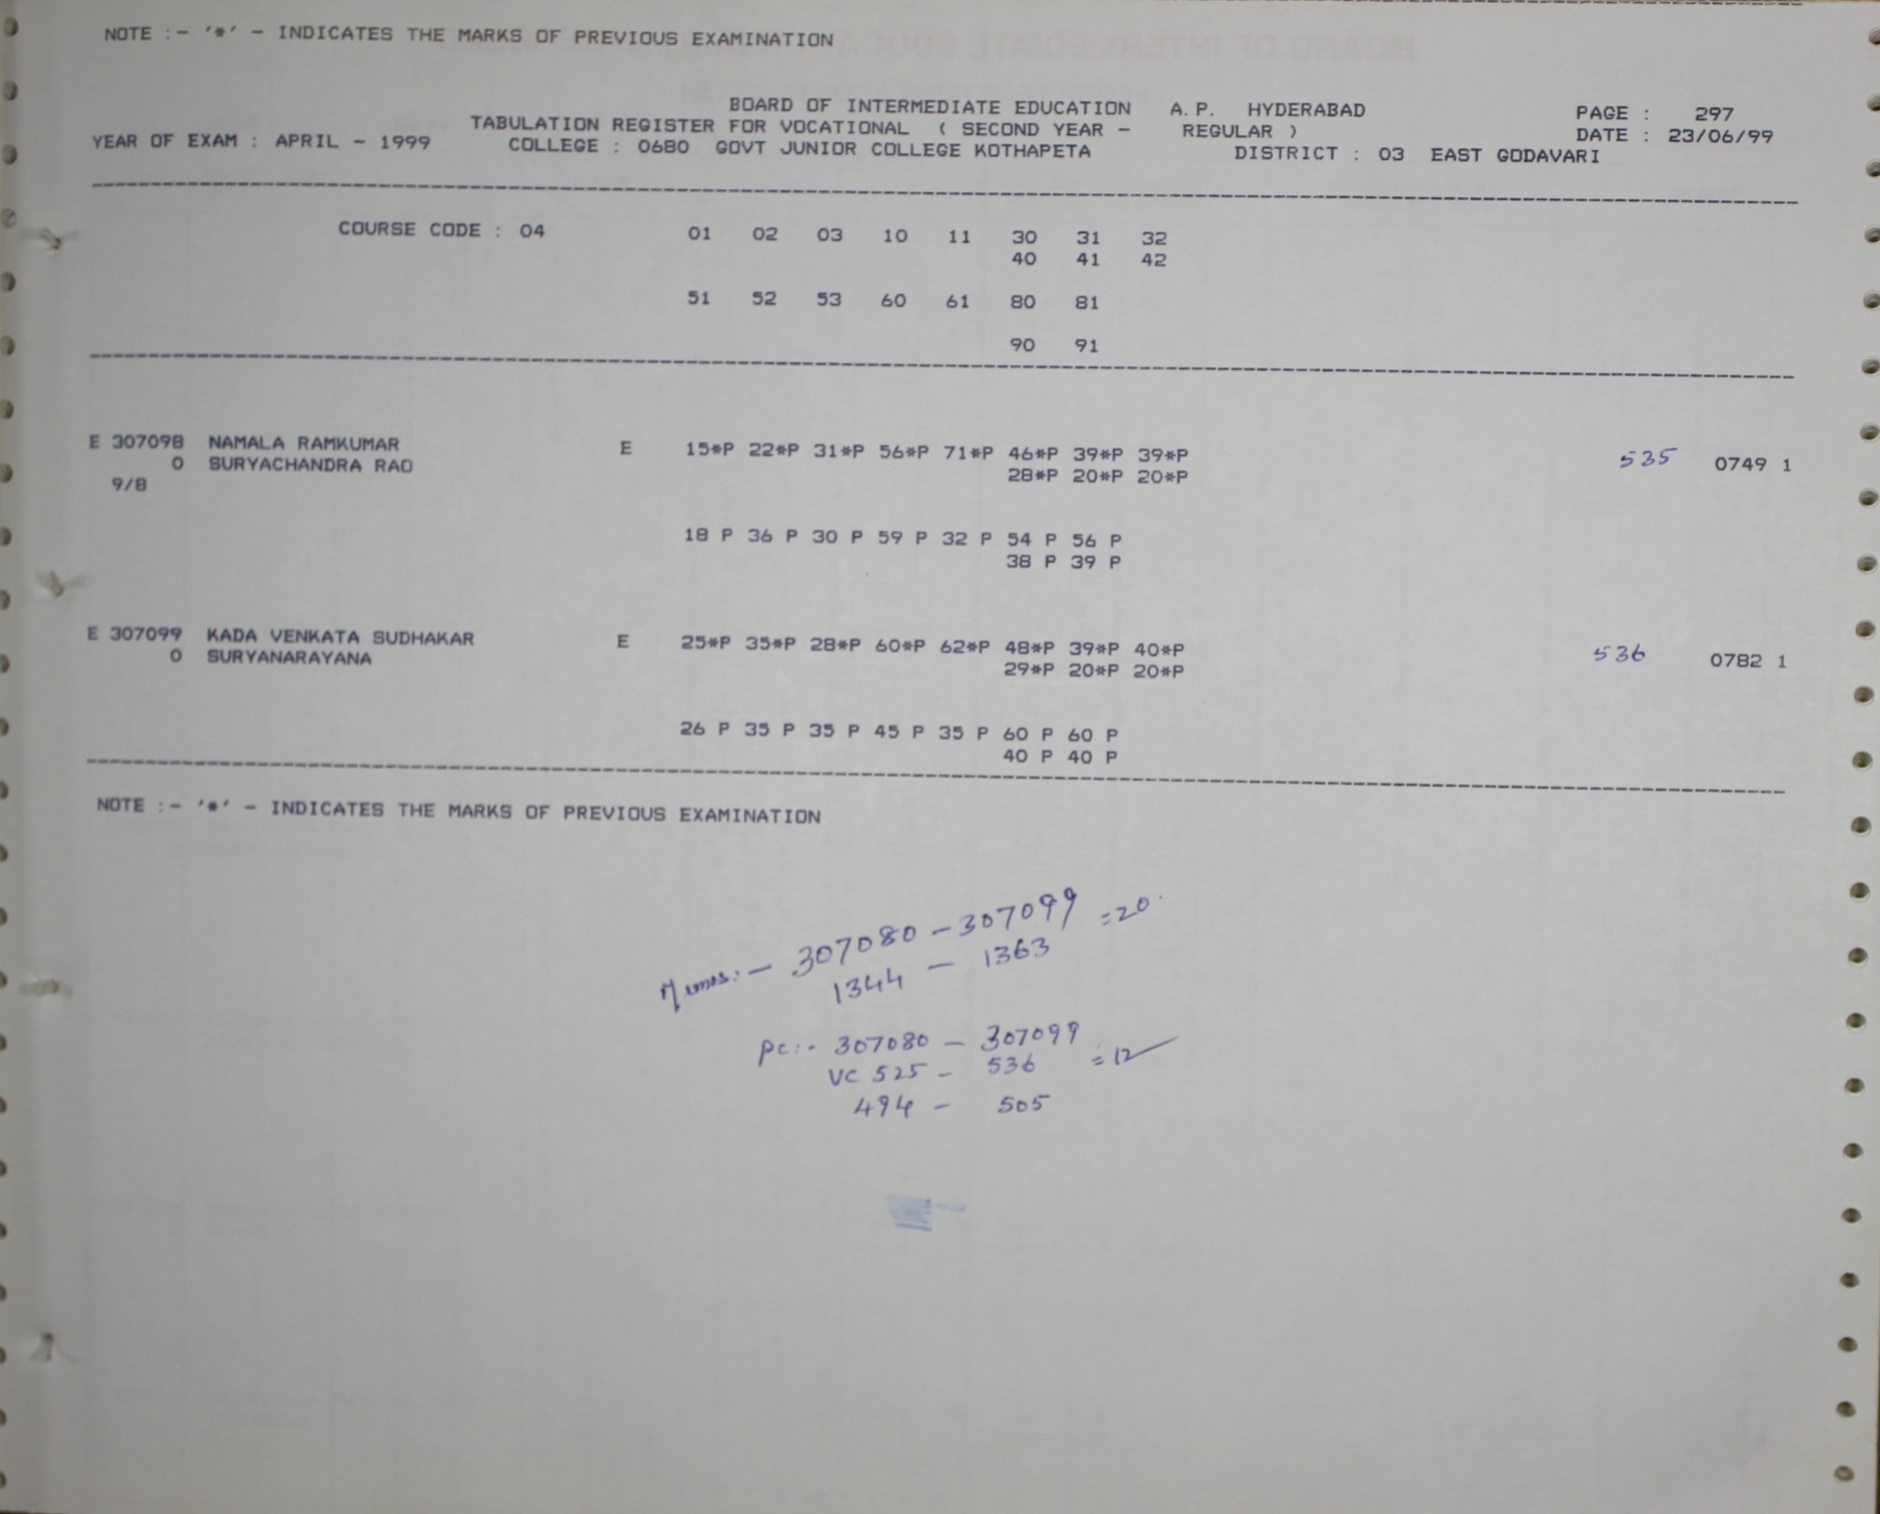 NOTE :- '*' - INDICATES THE MARKS OF PREVIOUS EXAMINATION
BOARD OF INTERMEDIATE EDUCATION A.P. HYDERABAD PAGE : 297
TABULATION REGISTER FOR VOCATIONAL ( SECOND YEAR - REGULAR ) DATE : 23/06/99
YEAR OF EXAM : APRIL - 1999 COLLEGE : 0680 GOVT JUNIOR COLLEGE KOTHAPETA DISTRICT : 03 EAST GODAVARI
COURSE CODE : 04 01 02 03 10 11 30 31 32
40 41 42
51 52 53 60 61 80 81
90 91
E 307098 NAMALA RAMKUMAR E 15*P 22*P 31*P 56*P 71*P 46*P 39*P 39*P 535 0749 1
0 SURYACHANDRA RAO 28*P 20*P 20*P
9/8
18 P 36 P 30 P 59 P 32 P 54 P 56 P
38 P 39 P
E 307099 KADA VENKATA SUDHAKAR E 25*P 35*P 28*P 60*P 62*P 48*P 39*P 40*P 536 0782 1
0 SURYANARAYANA 29*P 20*P 20*P
26 P 35 P 35 P 45 P 35 P 60 P 60 P
40 P 40 P
NOTE :- '*' - INDICATES THE MARKS OF PREVIOUS EXAMINATION
Memos:- 307080 - 307099 =20.
1344 - 1363
PC:- 307080 - 307099
VC 525 - 536 = 12
494 - 505